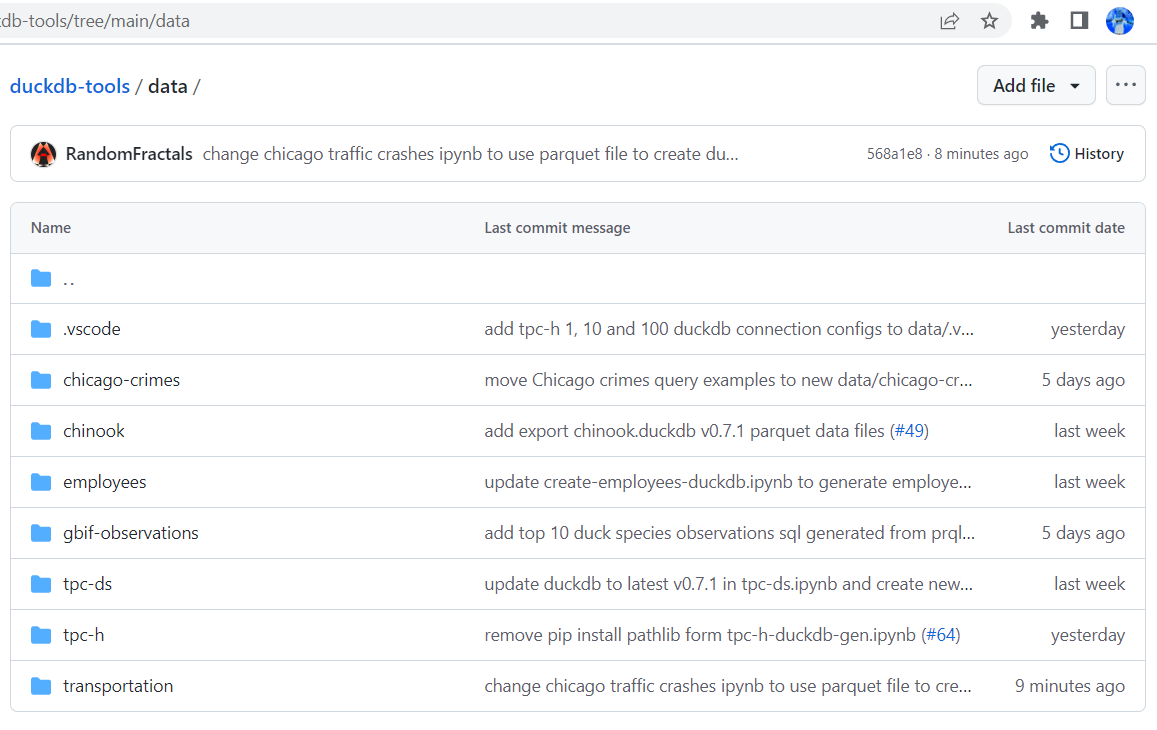 db-tools/tree/main/data
duckdb-tools / data /
Add file
RandomFractals change chicago traffic crashes ipynb to use parquet file to create du... 568a1e8 · 8 minutes ago History
Name Last commit message Last commit date
..
.vscode add tpc-h 1, 10 and 100 duckdb connection configs to data/.v... yesterday
chicago-crimes move Chicago crimes query examples to new data/chicago-cr... 5 days ago
chinook add export chinook.duckdb v0.7.1 parquet data files (#49) last week
employees update create-employees-duckdb.ipynb to generate employe... last week
gbif-observations add top 10 duck species observations sql generated from prql... 5 days ago
tpc-ds update duckdb to latest v0.7.1 in tpc-ds.ipynb and create new... last week
tpc-h remove pip install pathlib form tpc-h-duckdb-gen.ipynb (#64) yesterday
transportation change chicago traffic crashes ipynb to use parquet file to cre... 9 minutes ago